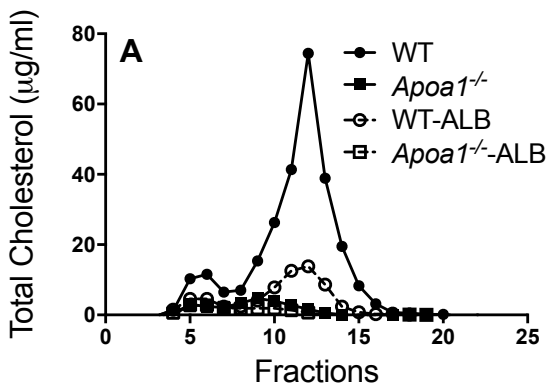 A
Total Cholesterol (μg/ml)
80
60
40
20
0
WT
Apoa1-/-
WT-ALB
Apoa1-/--ALB
0
5
10
15
20
25
Fractions